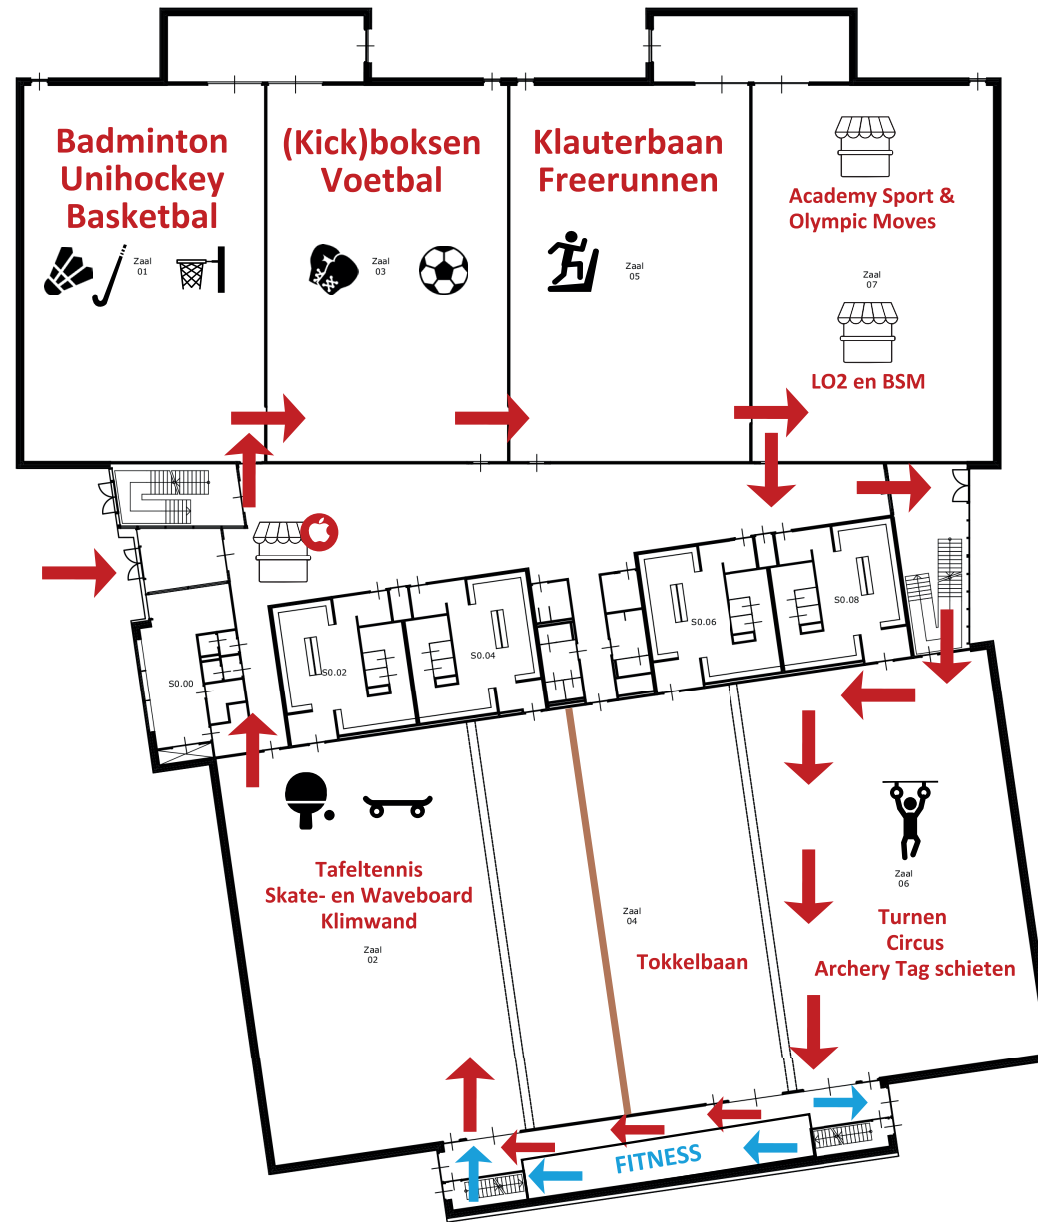 Badminton
Unihockey
Basketbal
Zaal
01
(Kick)boksen
Voetbal
Zaal
03
Klauterbaan
Freerunnen
Zaal
05
Academy Sport &
Olympic Moves
Zaal
07
LO2 en BSM
S0.00
S0.02
S0.04
S0.06
S0.08
Tafeltennis
Skate- en Waveboard
Klimwand
Zaal
02
Zaal
04
Tokkelbaan
Zaal
06
Turnen
Circus
Archery Tag schieten
FITNESS